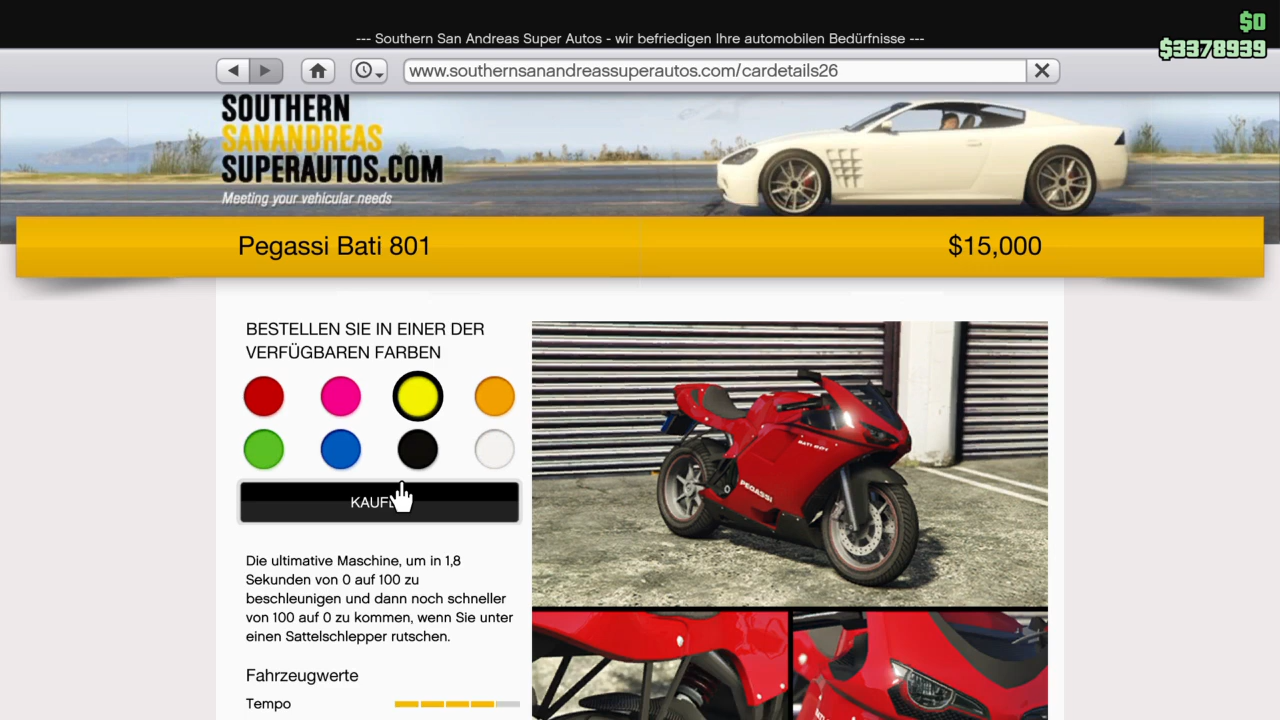 $0
--- Southern San Andreas Super Autos - wir befriedigen Ihre automobilen Bedürfnisse ---
$3378939
www.southernsanandreassuperautos.com/cardetails26
SOUTHERN
SANANDREAS
SUPERAUTOS.COM
Meeting your vehicular needs
Pegassi Bati 801
$15,000
BESTELLEN SIE IN EINER DER
VERFÜGBAREN FARBEN
Die ultimative Maschine, um in 1,8
Sekunden von 0 auf 100 zu
beschleunigen und dann noch schneller
von 100 auf 0 zu kommen, wenn Sie unter
einen Sattelschlepper rutschen.
Fahrzeugwerte
Tempo
PEGASSI